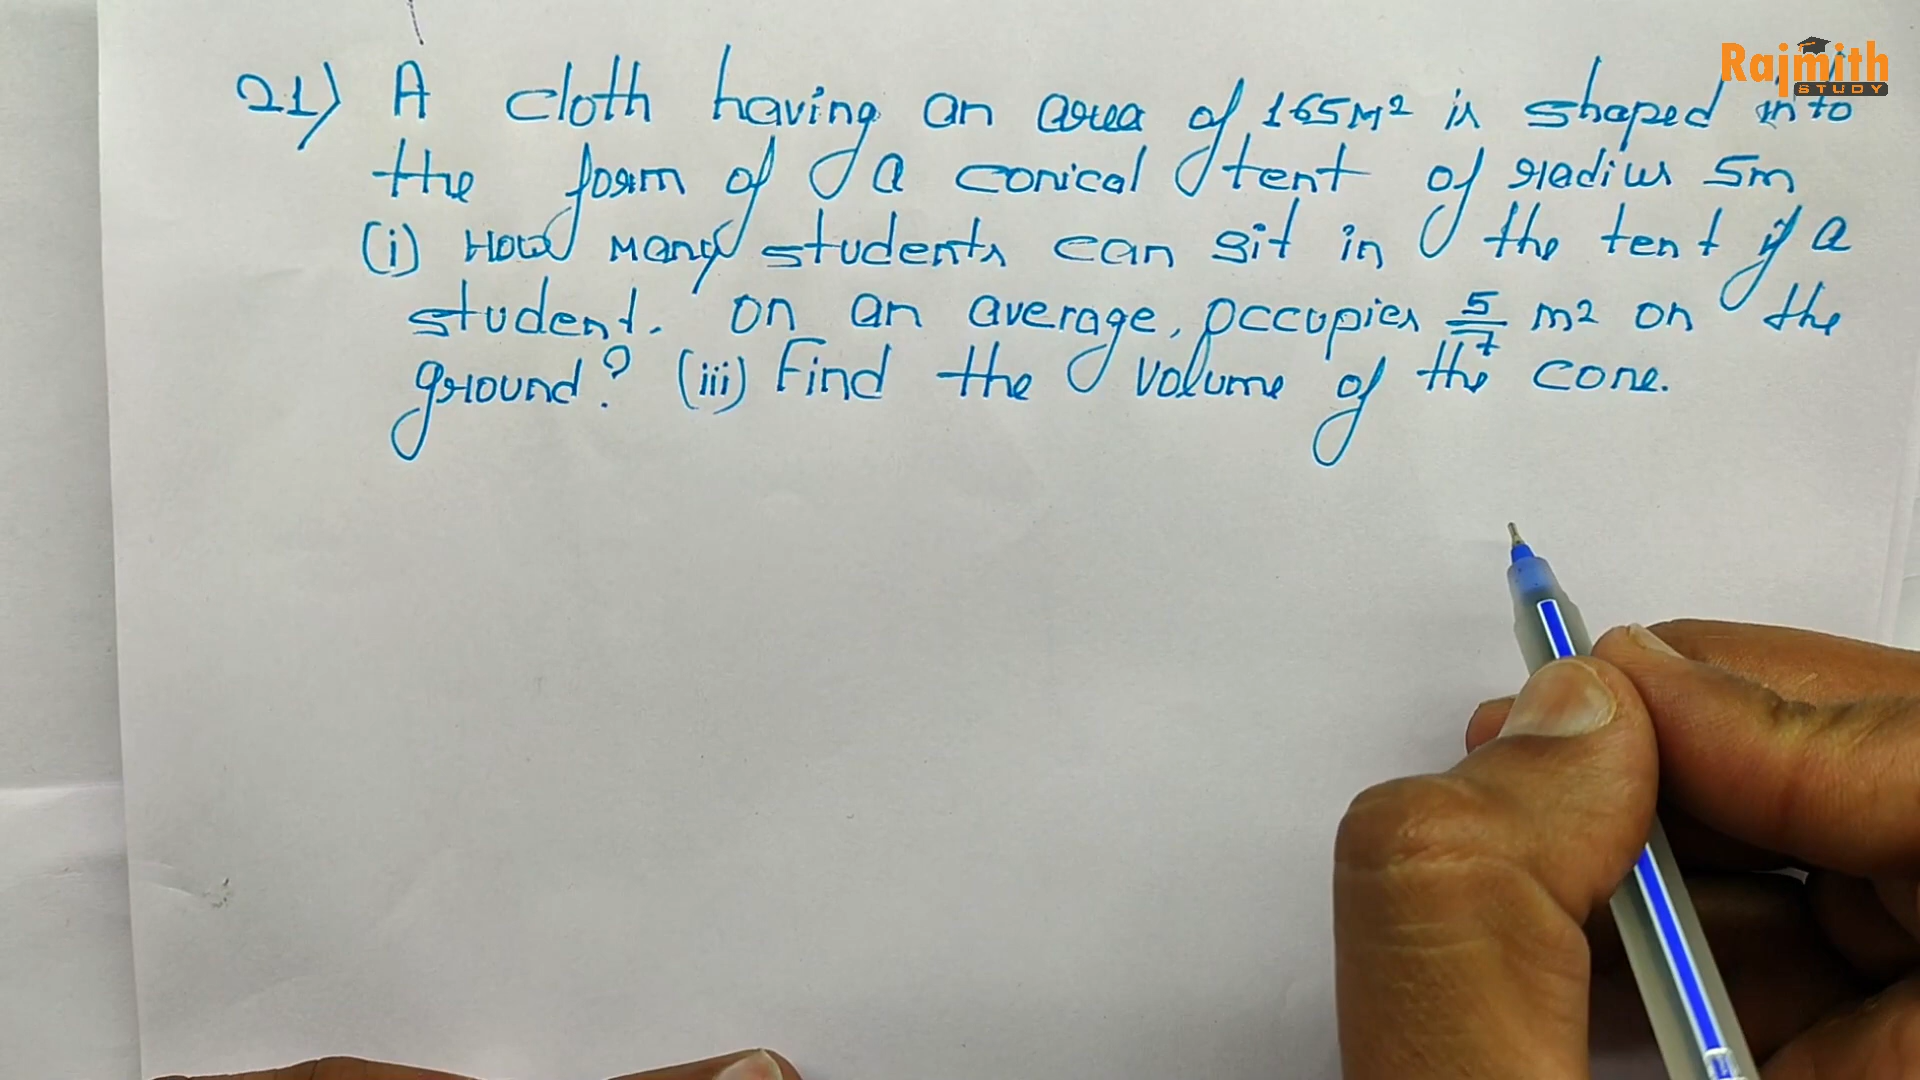 Rajmith
STUDY
21) A cloth having an area of 165m² is shaped into
the form of a conical tent of radius 5m
(i) How many students can sit in the tent if a
student. on an average, occupies 5/7 m² on the
ground? (iii) Find the volume of the cone.